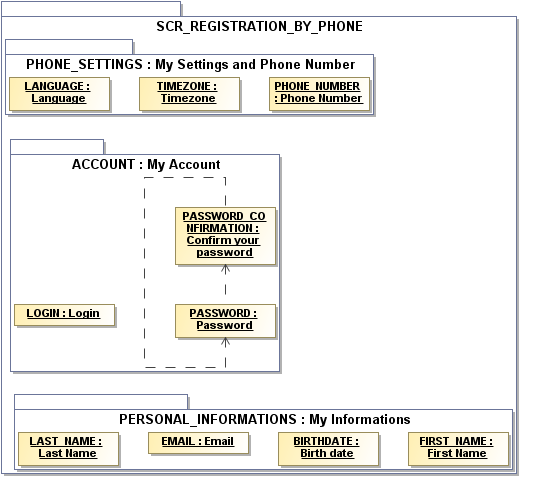 SCR_REGISTRATION_BY_PHONE
PHONE_SETTINGS : My Settings and Phone Number
LANGUAGE :
Language
TIMEZONE :
Timezone
PHONE_NUMBER
: Phone Number
ACCOUNT : My Account
PASSWORD_CO
NFIRMATION :
Confirm your
password
LOGIN : Login
PASSWORD :
Password
PERSONAL_INFORMATIONS : My Informations
LAST_NAME :
Last Name
EMAIL : Email
BIRTHDATE :
Birth date
FIRST_NAME :
First Name